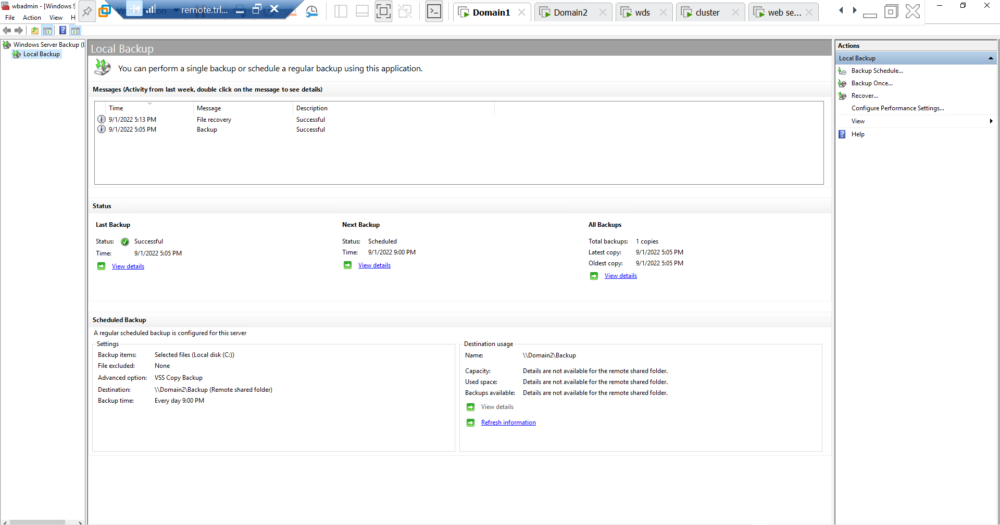 wbadmin - [Windows S
remote.trl...
Domain1
Domain2
wds
cluster
web se...
File Action View H
Windows Server Backup (L
Local Backup
Local Backup
You can perform a single backup or schedule a regular backup using this application.
Messages (Activity from last week, double click on the message to see details)
Time Message Description
9/1/2022 5:13 PM File recovery Successful
9/1/2022 5:05 PM Backup Successful
Status
Last Backup
Status: Successful
Time: 9/1/2022 5:05 PM
View details
Next Backup
Status: Scheduled
Time: 9/1/2022 9:00 PM
View details
All Backups
Total backups: 1 copies
Latest copy: 9/1/2022 5:05 PM
Oldest copy: 9/1/2022 5:05 PM
View details
Scheduled Backup
A regular scheduled backup is configured for this server
Settings
Backup items: Selected files (Local disk (C:))
File excluded: None
Advanced option: VSS Copy Backup
Destination: \\Domain2\Backup (Remote shared folder)
Backup time: Every day 9:00 PM
Destination usage
Name: \\Domain2\Backup
Capacity: Details are not available for the remote shared folder.
Used space: Details are not available for the remote shared folder.
Backups available: Details are not available for the remote shared folder.
View details
Refresh information
Actions
Local Backup
Backup Schedule...
Backup Once...
Recover...
Configure Performance Settings...
View
Help